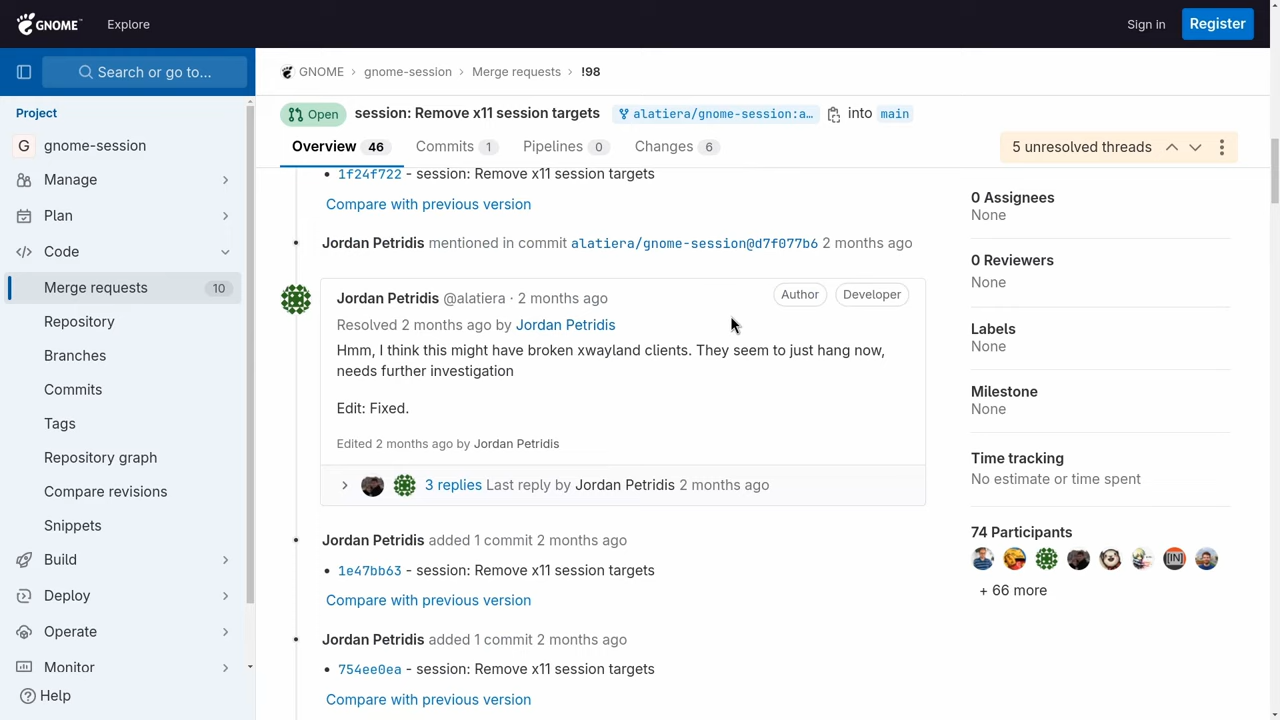 GNOME
Explore
Sign in
Register
Search or go to...
GNOME > gnome-session > Merge requests > !98
Project
Open
session: Remove x11 session targets
alatiera/gnome-session:a…
into
main
G gnome-session
Overview 46
Commits 1
Pipelines 0
Changes 6
5 unresolved threads
Manage
Plan
Code
Merge requests 10
Repository
Branches
Commits
Tags
Repository graph
Compare revisions
Snippets
Build
Deploy
Operate
Monitor
Help
1f24f722 - session: Remove x11 session targets
Compare with previous version
Jordan Petridis mentioned in commit alatiera/gnome-session@d7f077b6 2 months ago
Jordan Petridis @alatiera · 2 months ago
Author
Developer
Resolved 2 months ago by Jordan Petridis
Hmm, I think this might have broken xwayland clients. They seem to just hang now,
needs further investigation
Edit: Fixed.
Edited 2 months ago by Jordan Petridis
3 replies Last reply by Jordan Petridis 2 months ago
Jordan Petridis added 1 commit 2 months ago
1e47bb63 - session: Remove x11 session targets
Compare with previous version
Jordan Petridis added 1 commit 2 months ago
754ee0ea - session: Remove x11 session targets
Compare with previous version
0 Assignees
None
0 Reviewers
None
Labels
None
Milestone
None
Time tracking
No estimate or time spent
74 Participants
+ 66 more